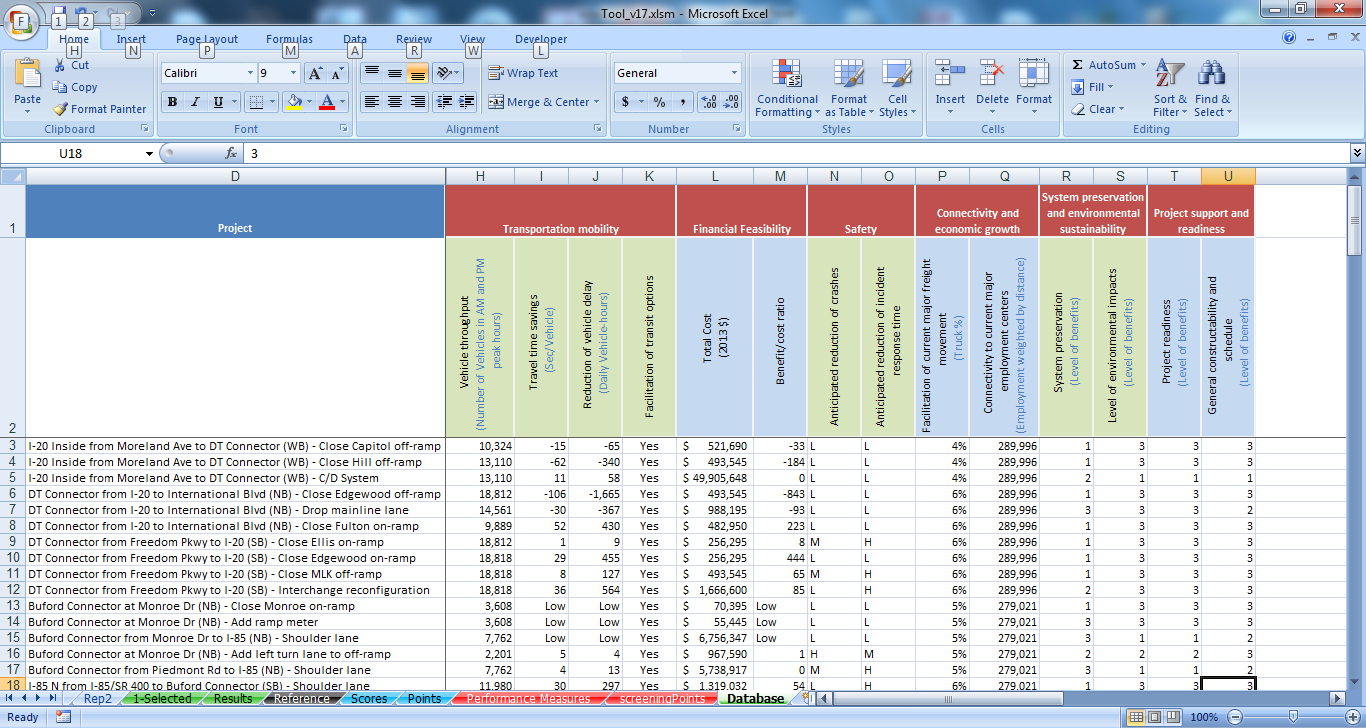 Tool_v17.xlsm - Microsoft Excel
F 1 2 3
Home Insert Page Layout Formulas Data Review View Developer
H N P M A R W L
Paste
Cut
Copy
Format Painter
Clipboard
Calibri 9
B I U
Font
Wrap Text
Merge & Center
Alignment
General
$ % ,
Number
Conditional Formatting
Format as Table
Cell Styles
Styles
Insert Delete Format
Cells
AutoSum
Fill
Clear
Sort & Filter
Find & Select
Editing
U18 fx 3
D H I J K L M N O P Q R S T U
1 Project
Transportation mobility
Financial Feasibility
Safety
Connectivity and
economic growth
System preservation
and environmental
sustainability
Project support and
readiness
2
Vehicle throughput
(Number of Vehicles in AM and PM
peak hours)
Travel time savings
(Sec/Vehicle)
Reduction of vehicle delay
(Daily Vehicle-hours)
Facilitation of transit options
Total Cost
(2013 $)
Benefit/cost ratio
Anticipated reduction of crashes
Anticipated reduction of incident
response time
Facilitation of current major freight
movement
(Truck %)
Connectivity to current major
employment centers
(Employment weighted by distance)
System preservation
(Level of benefits)
Level of environmental impacts
(Level of benefits)
Project readiness
(Level of benefits)
General constructability and
schedule
(Level of benefits)
3 I-20 Inside from Moreland Ave to DT Connector (WB) - Close Capitol off-ramp 10,324 -15 -65 Yes $ 521,690 -33 L L 4% 289,996 1 3 3 3
4 I-20 Inside from Moreland Ave to DT Connector (WB) - Close Hill off-ramp 13,110 -62 -340 Yes $ 493,545 -184 L L 4% 289,996 1 3 3 3
5 I-20 Inside from Moreland Ave to DT Connector (WB) - C/D System 13,110 11 58 Yes $ 49,905,648 0 L L 4% 289,996 2 1 1 1
6 DT Connector from I-20 to International Blvd (NB) - Close Edgewood off-ramp 18,812 -106 -1,665 Yes $ 493,545 -843 L L 6% 289,996 1 3 3 3
7 DT Connector from I-20 to International Blvd (NB) - Drop mainline lane 14,561 -30 -367 Yes $ 988,195 -93 L L 6% 289,996 3 3 3 2
8 DT Connector from I-20 to International Blvd (NB) - Close Fulton on-ramp 9,889 52 430 Yes $ 482,950 223 L L 6% 289,996 3 3 3 3
9 DT Connector from Freedom Pkwy to I-20 (SB) - Close Ellis on-ramp 18,812 1 9 Yes $ 256,295 8 M H 6% 289,996 1 3 3 3
10 DT Connector from Freedom Pkwy to I-20 (SB) - Close Edgewood on-ramp 18,818 29 455 Yes $ 256,295 444 L L 6% 289,996 1 3 3 3
11 DT Connector from Freedom Pkwy to I-20 (SB) - Close MLK off-ramp 18,818 8 127 Yes $ 493,545 65 M H 6% 289,996 1 3 3 3
12 DT Connector from Freedom Pkwy to I-20 (SB) - Interchange reconfiguration 18,818 36 564 Yes $ 1,666,600 85 L H 6% 289,996 2 3 3 3
13 Buford Connector at Monroe Dr (NB) - Close Monroe on-ramp 3,608 Low Low Yes $ 70,395 Low L L 5% 279,021 1 3 3 3
14 Buford Connector at Monroe Dr (NB) - Add ramp meter 3,608 Low Low Yes $ 55,445 Low L L 5% 279,021 3 3 3 3
15 Buford Connector from Monroe Dr to I-85 (NB) - Shoulder lane 7,762 Low Low Yes $ 6,756,347 Low L L 5% 279,021 3 1 1 2
16 Buford Connector at Monroe Dr (NB) - Add left turn lane to off-ramp 2,201 5 4 Yes $ 967,590 1 H M 5% 279,021 2 2 2 3
17 Buford Connector from Piedmont Rd to I-85 (NB) - Shoulder lane 7,762 4 13 Yes $ 5,738,917 0 M H 5% 279,021 3 1 1 2
18 I-85 N from I-85/SR 400 to Buford Connector (SB) - Shoulder lane 11,980 30 297 Yes $ 1,319,032 54 L H 6% 279,021 1 3 3 3
Rep2 1-Selected Results Reference Scores Points Performance Measures screeningPoints Database
Ready 100%